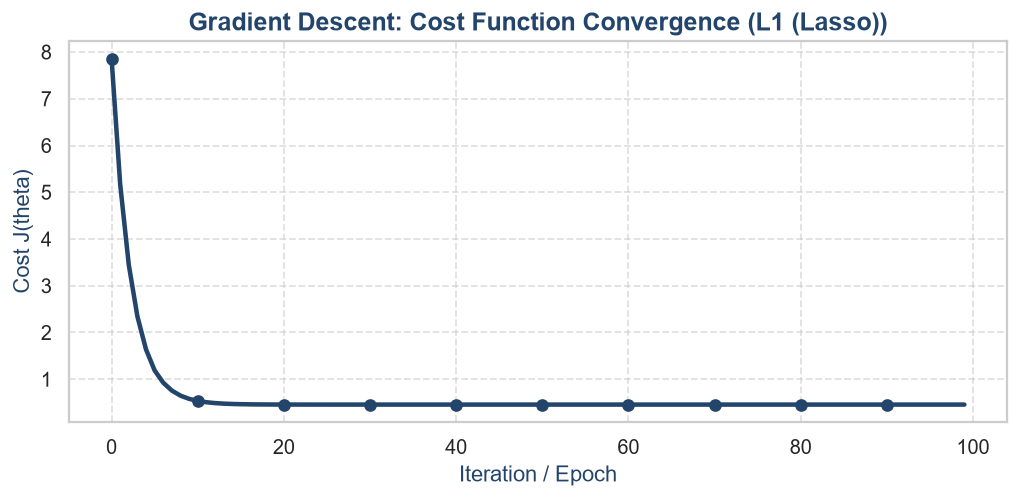 Gradient Descent: Cost Function Convergence (L1 (Lasso))
Cost J(theta)
8
7
6
5
4
3
2
1
0 20 40 60 80 100
Iteration / Epoch